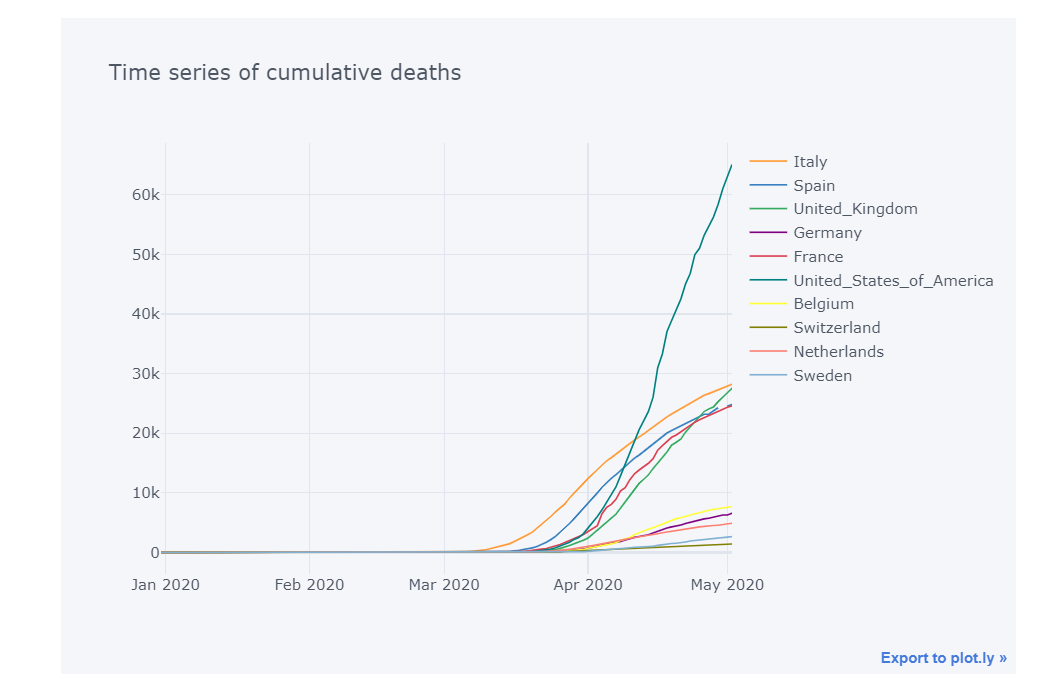 Time series of cumulative deaths
60k
50k
40k
30k
20k
10k
0
Jan 2020
Feb 2020
Mar 2020
Apr 2020
May 2020
Italy
Spain
United_Kingdom
Germany
France
United_States_of_America
Belgium
Switzerland
Netherlands
Sweden
Export to plot.ly »